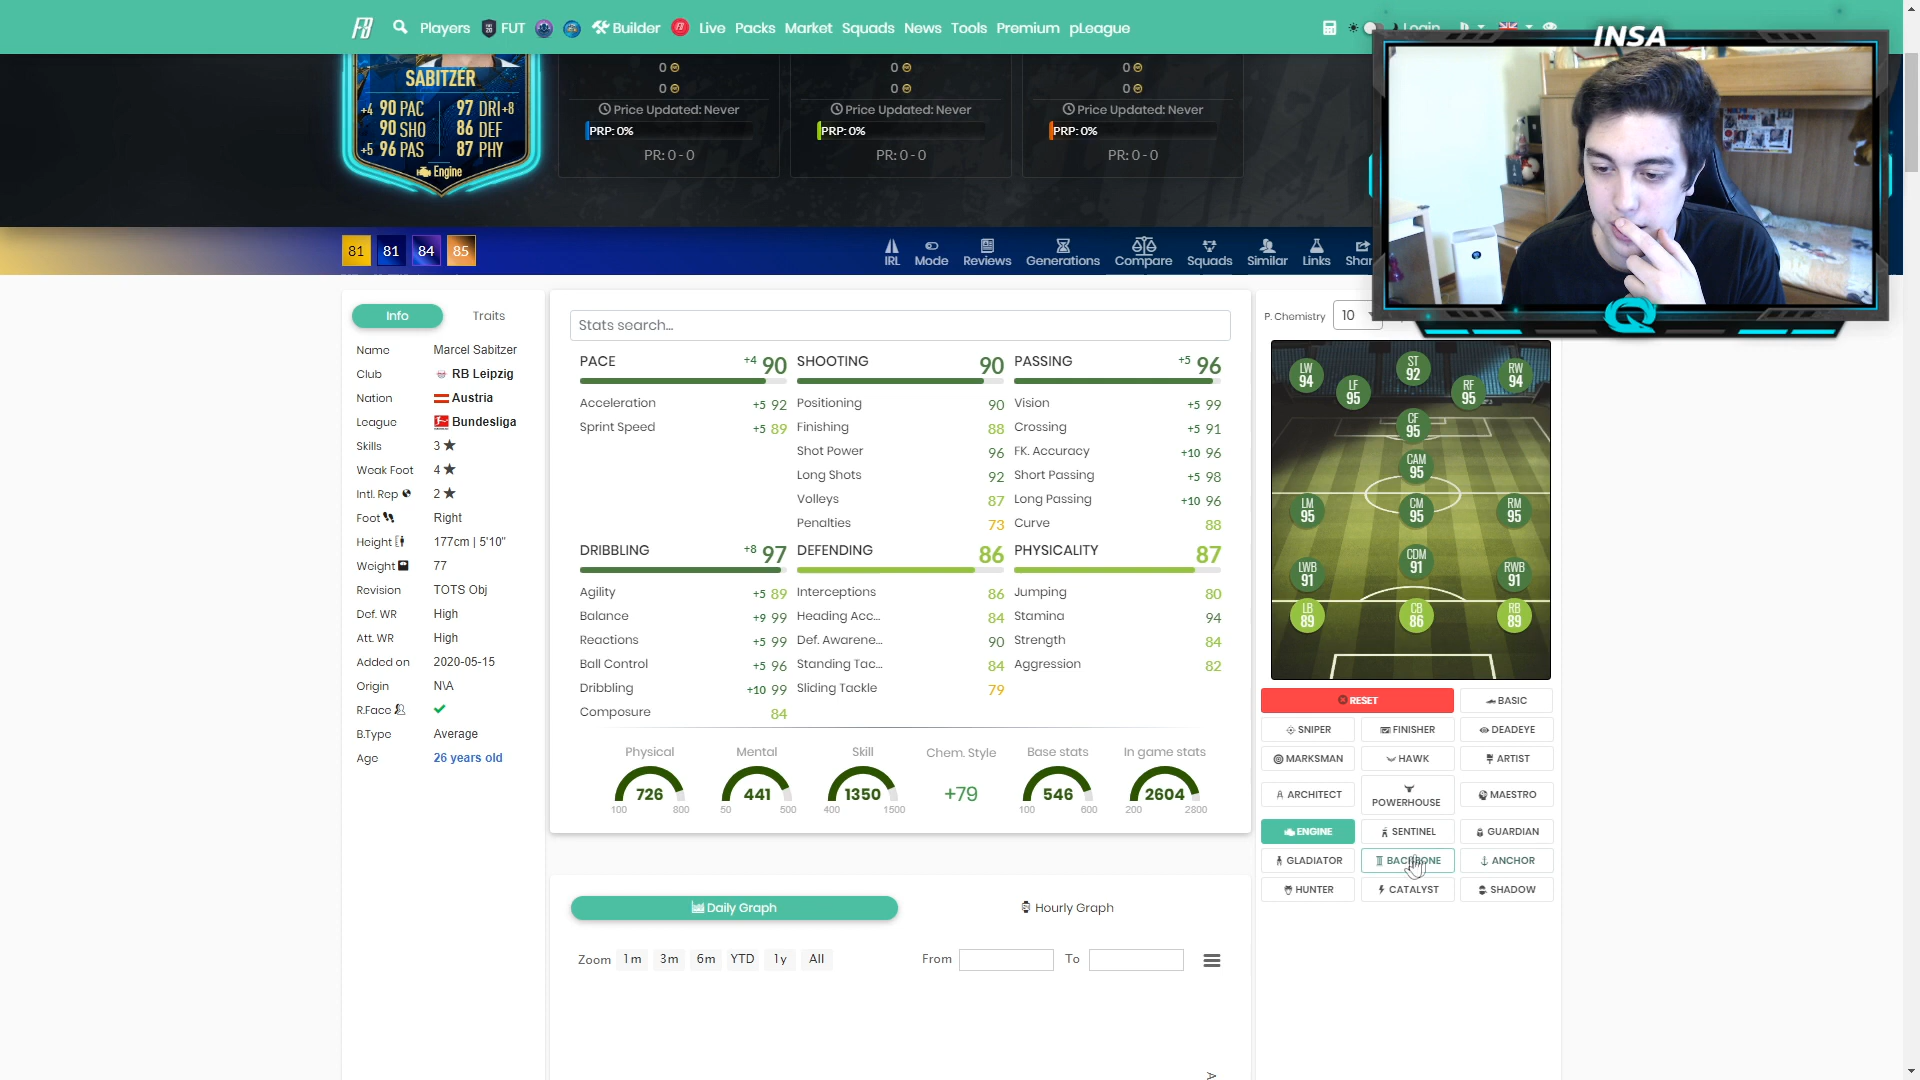 Players FUT Builder Live Packs Market Squads News Tools Premium pLeague
INSA
SABITZER
+4 90 PAC 97 DRI+8
90 SHO 86 DEF
+5 96 PAS 87 PHY
Engine
0 0 0
0 0 0
Price Updated: Never Price Updated: Never Price Updated: Never
PRP: 0% PRP: 0% PRP: 0%
PR: 0 - 0 PR: 0 - 0 PR: 0 - 0
81 81 84 85
IRL Mode Reviews Generations Compare Squads Similar Links
Info Traits
Name Marcel Sabitzer
Club RB Leipzig
Nation Austria
League Bundesliga
Skills 3
Weak Foot 4
Intl. Rep 2
Foot Right
Height 177cm | 5'10"
Weight 77
Revision TOTS Obj
Def. WR High
Att. WR High
Added on 2020-05-15
Origin N\A
R.Face
B.Type Average
Age 26 years old
Stats search...
PACE +4 90
Acceleration +5 92
Sprint Speed +5 89
SHOOTING 90
Positioning 90
Finishing 88
Shot Power 96
Long Shots 92
Volleys 87
Penalties 73
PASSING +5 96
Vision +5 99
Crossing +5 91
FK. Accuracy +10 96
Short Passing +5 98
Long Passing +10 96
Curve 88
DRIBBLING +8 97
Agility +5 89
Balance +9 99
Reactions +5 99
Ball Control +5 96
Dribbling +10 99
Composure 84
DEFENDING 86
Interceptions 86
Heading Acc... 84
Def. Awarene... 90
Standing Tac... 84
Sliding Tackle 79
PHYSICALITY 87
Jumping 80
Stamina 94
Strength 84
Aggression 82
Physical Mental Skill Chem. Style Base stats In game stats
726 441 1350 +79 546 2604
100 800 50 500 400 1500 100 600 200 2800
Daily Graph Hourly Graph
Zoom 1m 3m 6m YTD 1y All From To
P. Chemistry 10
LW 94
ST 92
RW 94
LF 95
RF 95
CF 95
CAM 95
LM 95
CM 95
RM 95
CDM 91
LWB 91
RWB 91
LB 89
CB 86
RB 89
RESET BASIC
SNIPER FINISHER DEADEYE
MARKSMAN HAWK ARTIST
ARCHITECT POWERHOUSE MAESTRO
ENGINE SENTINEL GUARDIAN
GLADIATOR BACKBONE ANCHOR
HUNTER CATALYST SHADOW